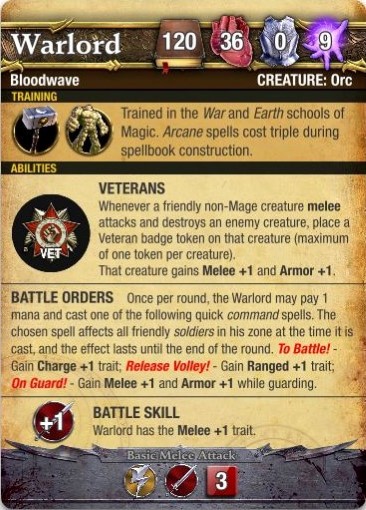 Warlord 120 36 0 9
Bloodwave CREATURE: Orc
TRAINING
Trained in the War and Earth schools of
Magic. Arcane spells cost triple during
spellbook construction.
ABILITIES
VETERANS
Whenever a friendly non-Mage creature melee
attacks and destroys an enemy creature, place a
Veteran badge token on that creature (maximum
of one token per creature).
That creature gains Melee +1 and Armor +1.
VET
BATTLE ORDERS Once per round, the Warlord may pay 1
mana and cast one of the following quick command spells. The
chosen spell affects all friendly soldiers in his zone at the time it is
cast, and the effect lasts until the end of the round. To Battle! -
Gain Charge +1 trait; Release Volley! - Gain Ranged +1 trait;
On Guard! - Gain Melee +1 and Armor +1 while guarding.
+1
BATTLE SKILL
Warlord has the Melee +1 trait.
Basic Melee Attack
3